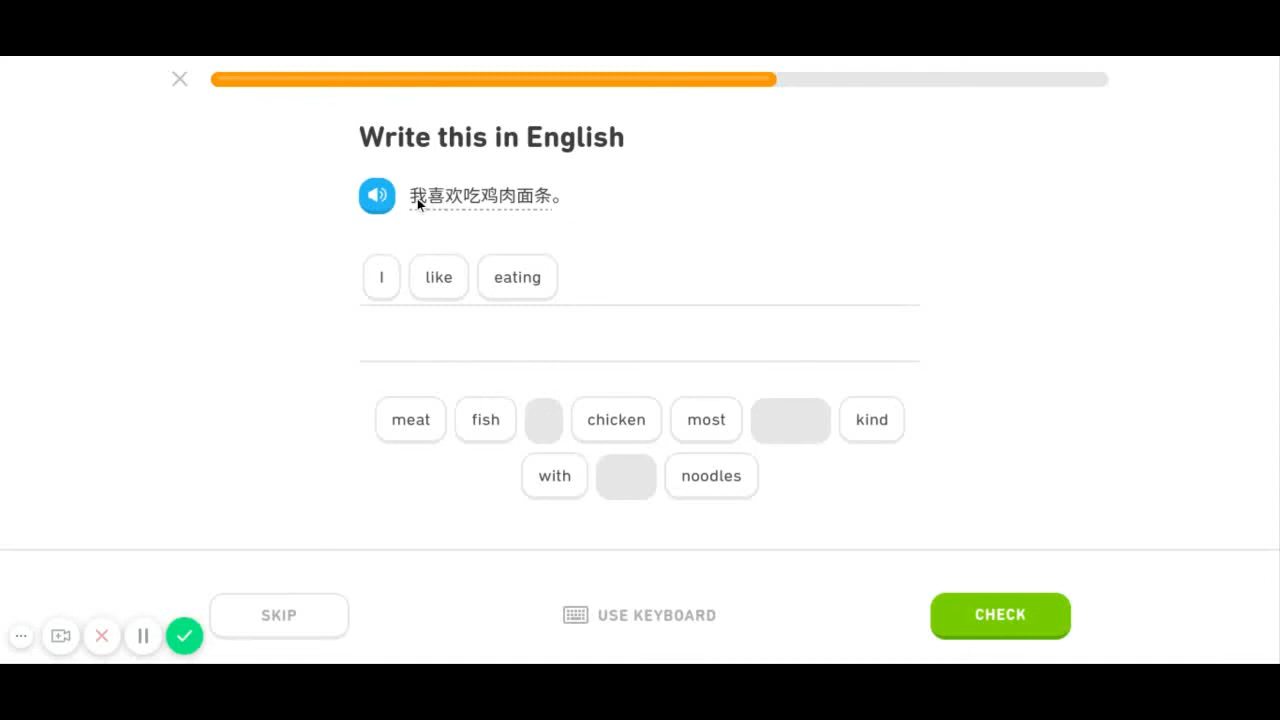 Write this in English
我喜欢吃鸡肉面条。
I like eating
meat fish chicken most kind
with noodles
SKIP USE KEYBOARD CHECK